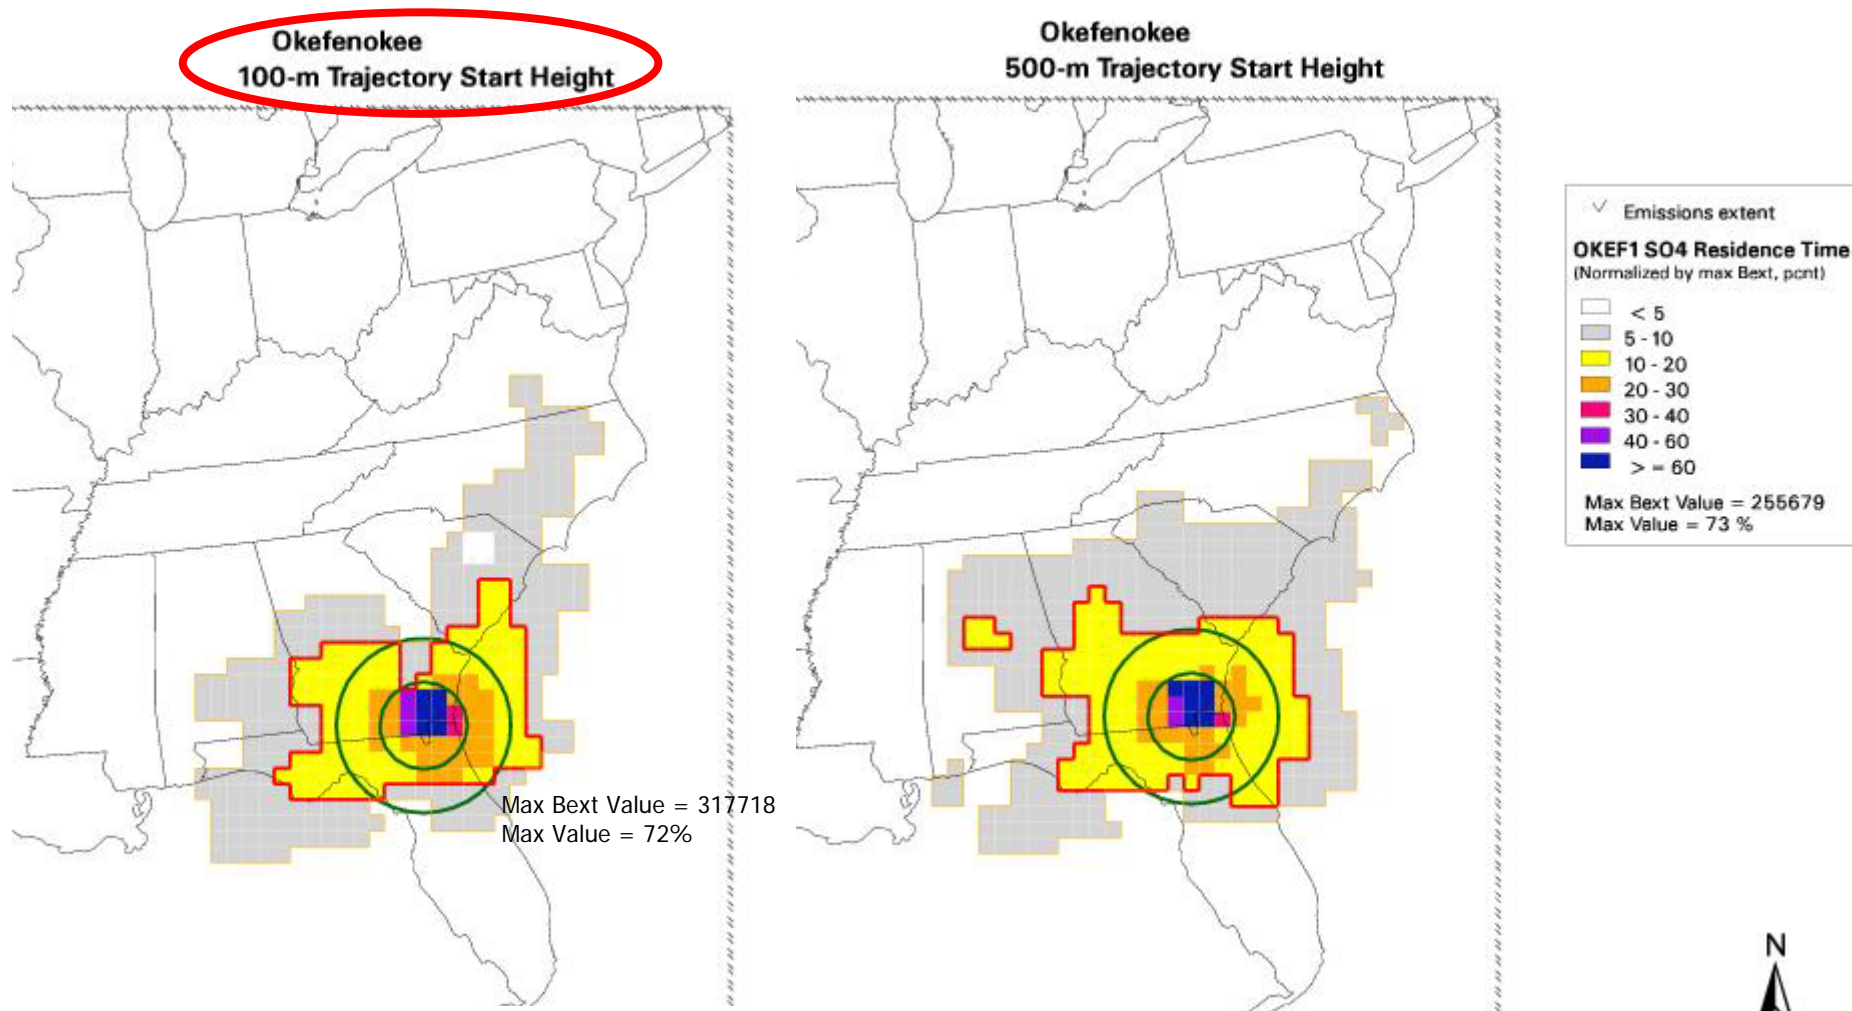 Okefenokee
100-m Trajectory Start Height
Okefenokee
500-m Trajectory Start Height
Emissions extent
OKEF1 SO4 Residence Time
(Normalized by max Bext, pcnt)
< 5
5 - 10
10 - 20
20 - 30
30 - 40
40 - 60
> = 60
Max Bext Value = 255679
Max Value = 73 %
Max Bext Value = 317718
Max Value = 72%
N